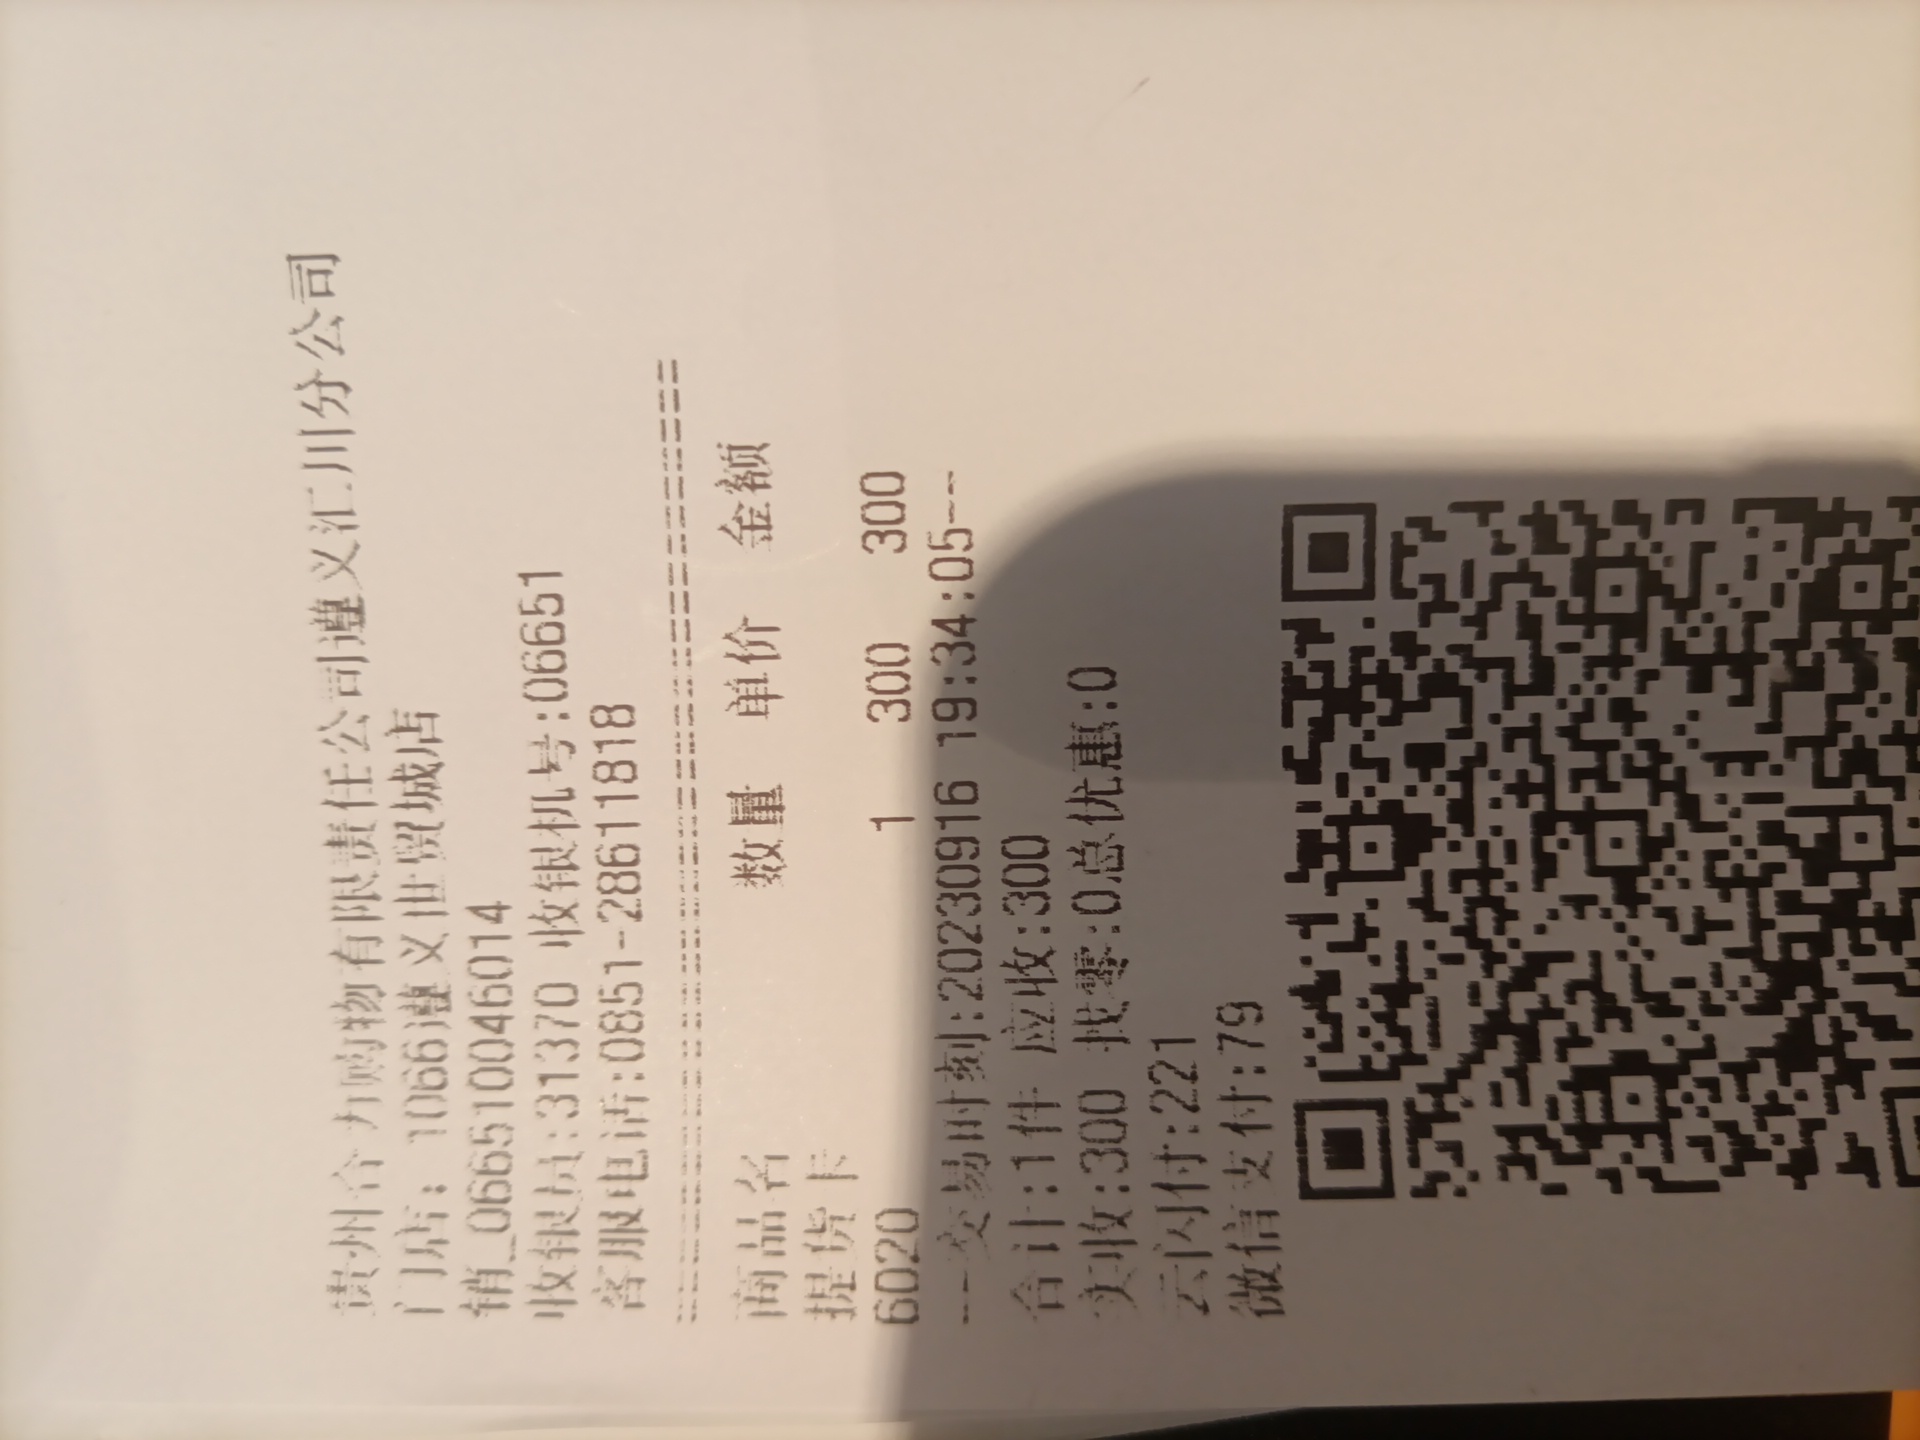 贵州合力购物有限责任公司遵义汇川分公司
门店：1066遵义世贸城店
销_066510046014
收银员:31370 收银机号:06651
客服电话:0851-28611818
================================
商品名 数量 单价 金额
提货卡
6020 1 300 300
---交易时刻:20230916 19:34:05---
合计:1件 应收:300
实收:300 找零:0总优惠:0
云闪付:221
微信支付:79